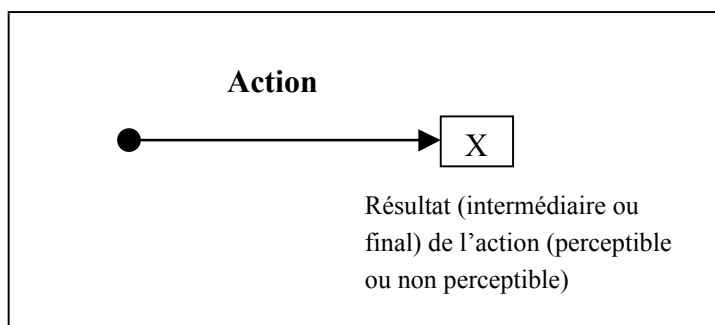 Action
X
Résultat (intermédiaire ou
final) de l’action (perceptible
ou non perceptible)